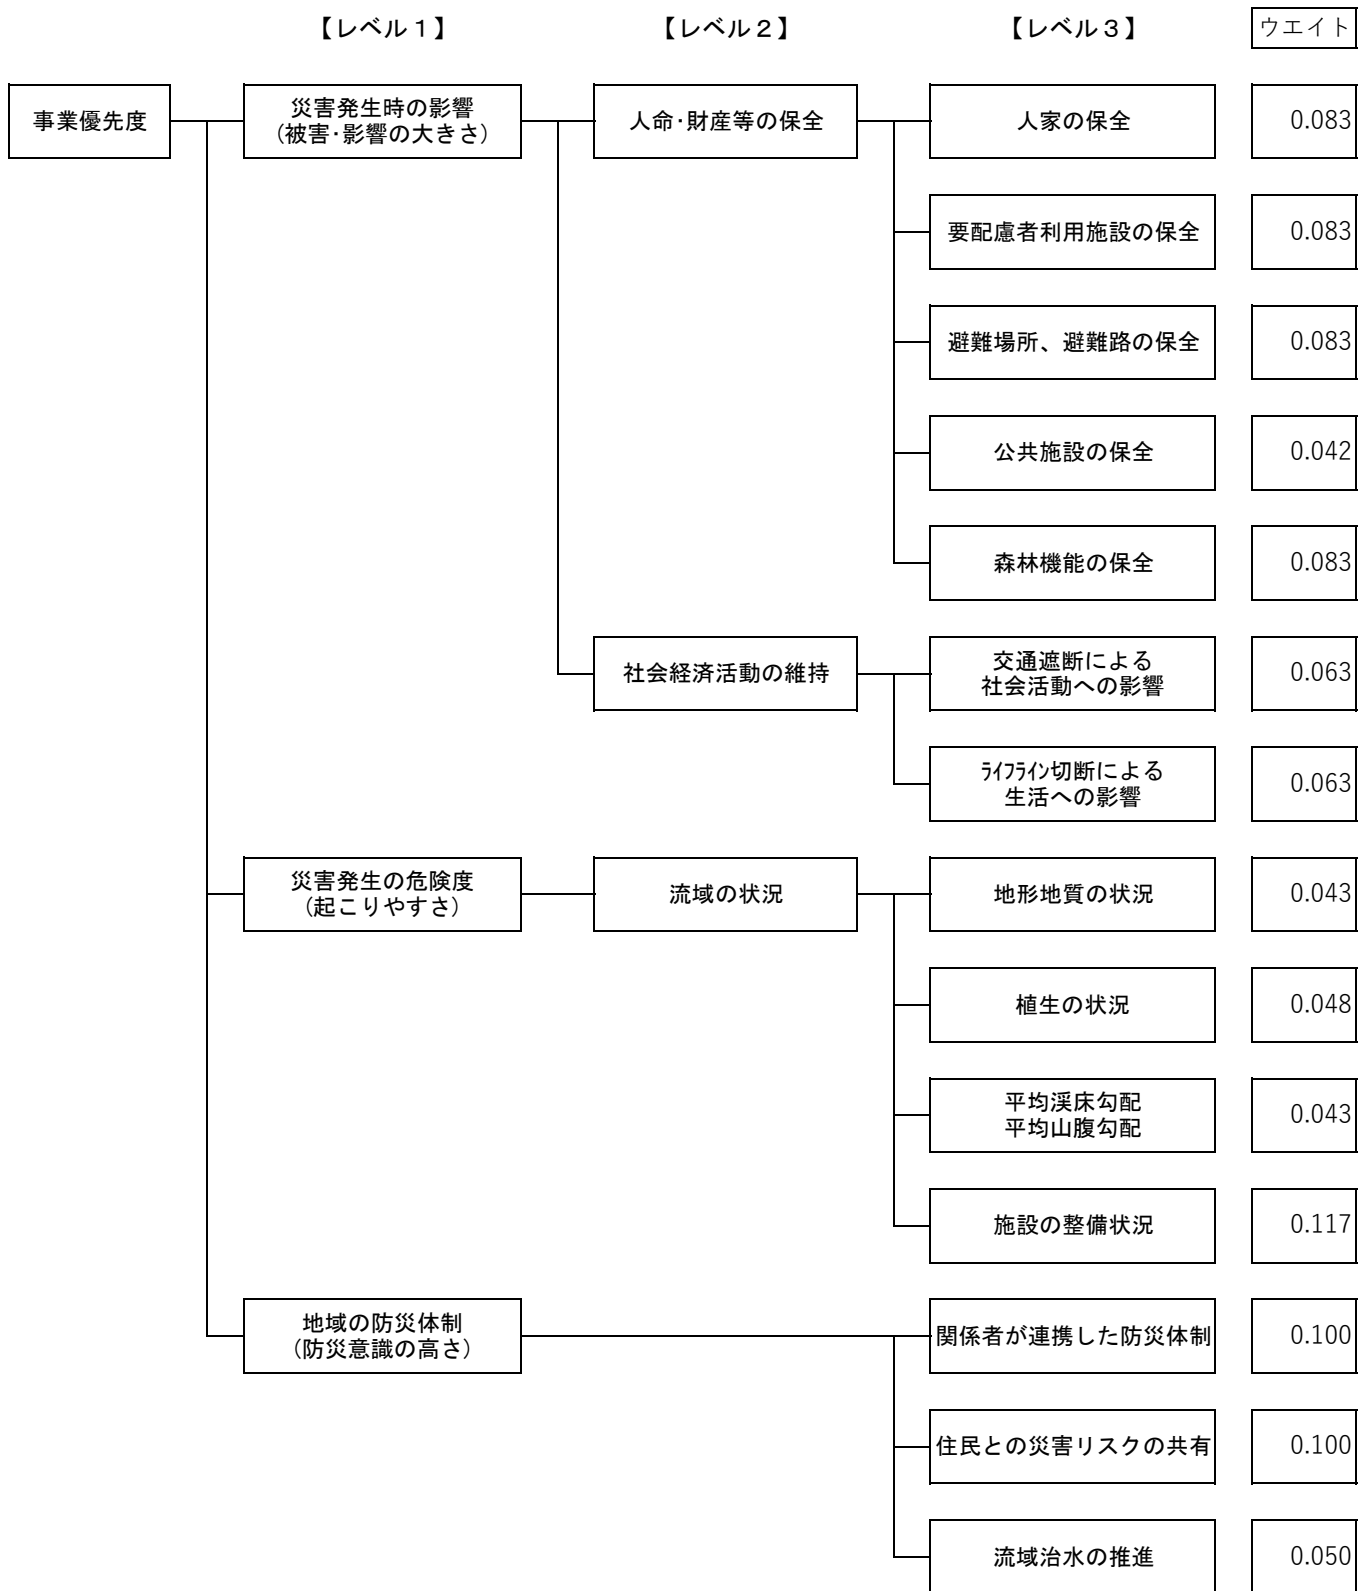 【レベル１】 【レベル２】 【レベル３】 ウエイト
事業優先度
災害発生時の影響
(被害･影響の大きさ)
人命･財産等の保全
人家の保全
0.083
要配慮者利用施設の保全
0.083
避難場所、避難路の保全
0.083
公共施設の保全
0.042
森林機能の保全
0.083
社会経済活動の維持
交通遮断による
社会活動への影響
0.063
ﾗｲﾌﾗｲﾝ切断による
生活への影響
0.063
災害発生の危険度
(起こりやすさ)
流域の状況
地形地質の状況
0.043
植生の状況
0.048
平均渓床勾配
平均山腹勾配
0.043
施設の整備状況
0.117
地域の防災体制
(防災意識の高さ)
関係者が連携した防災体制
0.100
住民との災害リスクの共有
0.100
流域治水の推進
0.050